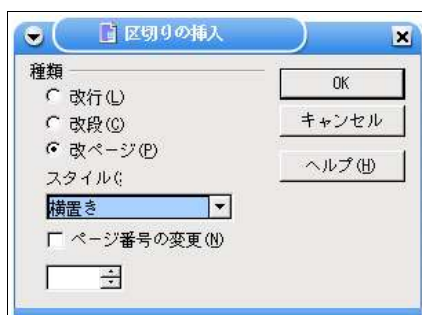 区切りの挿入
種類
改行(L)
改段(C)
改ページ(P)
スタイル(
横置き
ページ番号の変更(N)
OK
キャンセル
ヘルプ(H)